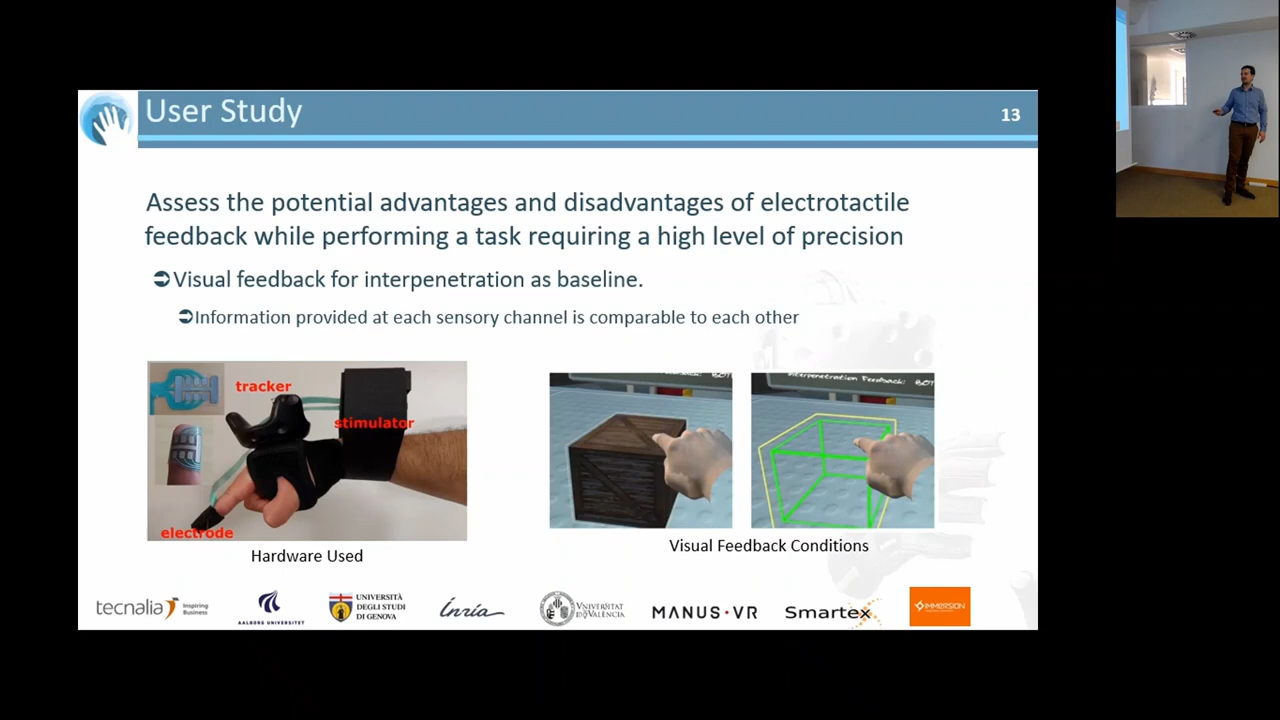 User Study
13
Assess the potential advantages and disadvantages of electrotactile
feedback while performing a task requiring a high level of precision
Visual feedback for interpenetration as baseline.
Information provided at each sensory channel is comparable to each other
tracker
stimulator
electrode
Hardware Used
Interpenetration Feedback: BOT
Visual Feedback Conditions
tecnalia Inspiring
Business
AALBORG UNIVERSITET
UNIVERSITÀ
DEGLI STUDI
DI GENOVA
Inria
VNIVERSITAT
DE VALÈNCIA
MANUS·VR
Smartex
IMMERSION